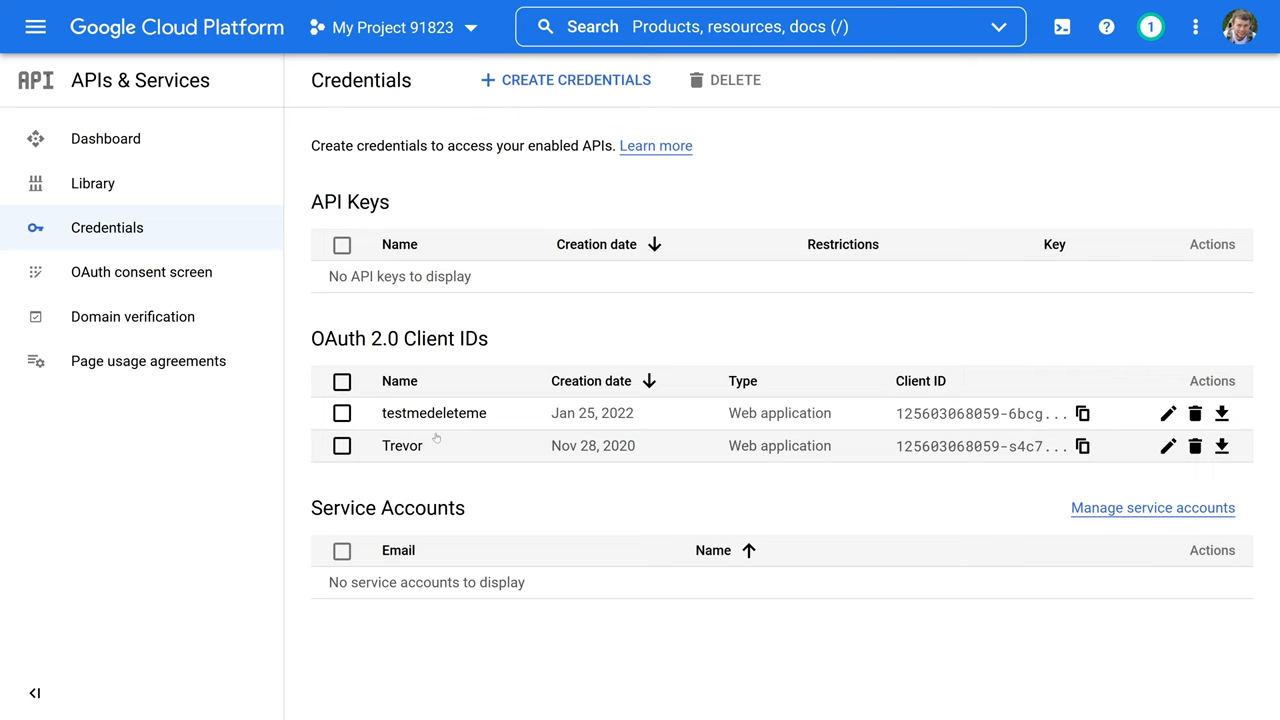 Google Cloud Platform My Project 91823 Search Products, resources, docs (/) 1
API APIs & Services Credentials CREATE CREDENTIALS DELETE
Dashboard
Library
Credentials
OAuth consent screen
Domain verification
Page usage agreements
Create credentials to access your enabled APIs. Learn more
API Keys
Name Creation date Restrictions Key Actions
No API keys to display
OAuth 2.0 Client IDs
Name Creation date Type Client ID Actions
testmedeleteme Jan 25, 2022 Web application 125603068059-6bcg...
Trevor Nov 28, 2020 Web application 125603068059-s4c7...
Service Accounts Manage service accounts
Email Name Actions
No service accounts to display